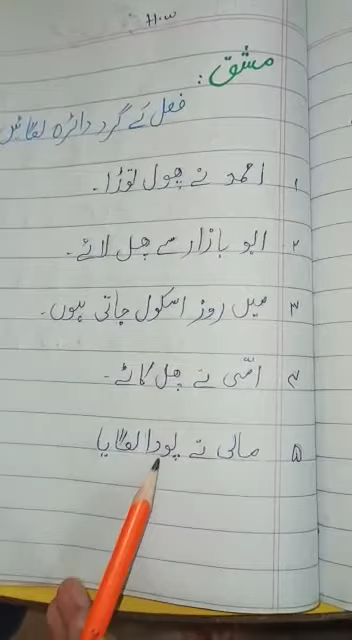 H.W
مشق:
فعل کے گرد دائرہ لگائیں
۱ احمد نے پھول توڑا۔
۲ ابو بازار سے پھل لائے۔
۳ میں روز اسکول جاتی ہوں۔
۴ امّی نے پھل کاٹے۔
۵ مالی نے پودا لگایا